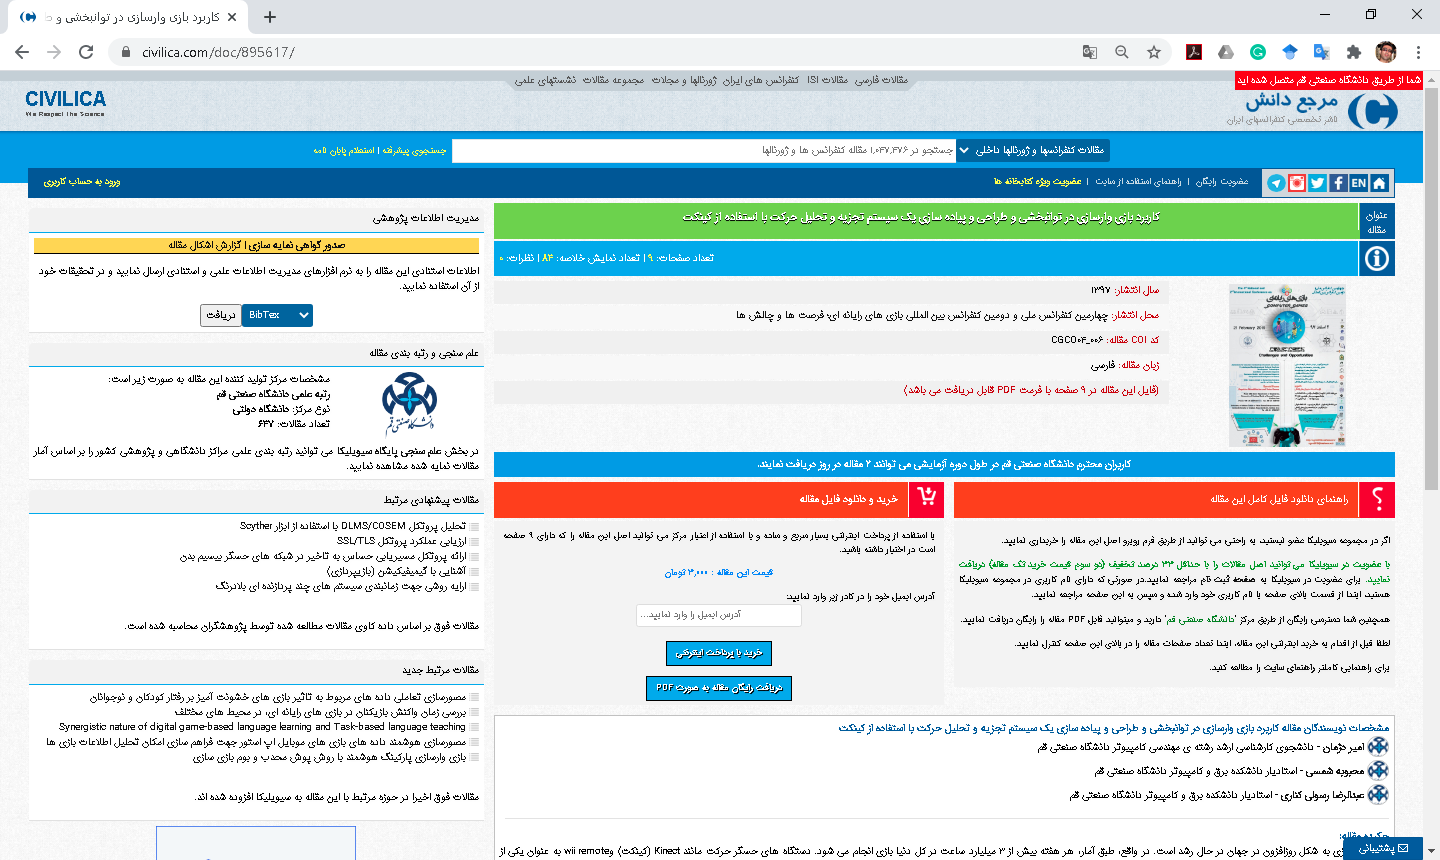 کاربرد بازی وارسازی در توانبخشی و ط
civilica.com/doc/895617/
مقالات فارسی مقالات ISI کنفرانس های ایران ژورنالها و مجلات مجموعه مقالات نشستهای علمی
شما از طریق دانشگاه صنعتی قم متصل شده اید
CIVILICA
We Respect the Science
مرجع دانش
ناشر تخصصی کنفرانسهای ایران
مقالات کنفرانسها و ژورنالها داخلی
جستجو در ۱,۰۴۷,۴۷۶ مقاله کنفرانس ها و ژورنالها
جستجوی پیشرفته | استعلام پایان نامه
EN
عضویت رایگان | راهنمای استفاده از سایت | عضویت ویژه کتابخانه ها
ورود به حساب کاربری
عنوان مقاله
کاربرد بازی وارسازی در توانبخشی و طراحی و پیاده سازی یک سیستم تجزیه و تحلیل حرکت با استفاده از کینکت
تعداد صفحات: ۹ | تعداد نمایش خلاصه: ۸۴ | نظرات: ۰
سال انتشار: ۱۳۹۷
محل انتشار: چهارمین کنفرانس ملی و دومین کنفرانس بین المللی بازی های رایانه ای؛ فرصت ها و چالش ها
کد COI مقاله: CGCO04_006
زبان مقاله: فارسی
(فایل این مقاله در ۹ صفحه با فرمت PDF قابل دریافت می باشد)
COMPUTER GAMES
21 February 2019
Challenges and Opportunities
کاربران محترم دانشگاه صنعتی قم در طول دوره آزمایشی می توانند ۲ مقاله در روز دریافت نمایند.
راهنمای دانلود فایل کامل این مقاله
اگر در مجموعه سیویلیکا عضو نیستید، به راحتی می توانید از طریق فرم روبرو اصل این مقاله را خریداری نمایید.
با عضویت در سیویلیکا می توانید اصل مقالات را با حداقل ۳۳ درصد تخفیف (دو سوم قیمت خرید تک مقاله) دریافت
نمایید. برای عضویت در سیویلیکا به صفحه ثبت نام مراجعه نمایید.در صورتی که دارای نام کاربری در مجموعه سیویلیکا
هستید، ابتدا از قسمت بالای صفحه با نام کاربری خود وارد شده و سپس به این صفحه مراجعه نمایید.
همچنین شما دسترسی رایگان از طریق مرکز "دانشگاه صنعتی قم" دارید و میتوانید فایل PDF مقاله را رایگان دریافت نمایید.
لطفا قبل از اقدام به خرید اینترنتی این مقاله، ابتدا تعداد صفحات مقاله را در بالای این صفحه کنترل نمایید.
برای راهنمایی کاملتر راهنمای سایت را مطالعه کنید.
خرید و دانلود فایل مقاله
با استفاده از پرداخت اینترنتی بسیار سریع و ساده و با استفاده از اعتبار مرکز می توانید اصل این مقاله را که دارای ۹ صفحه
است در اختیار داشته باشید.
قیمت این مقاله : ۳,۰۰۰ تومان
آدرس ایمیل خود را در کادر زیر وارد نمایید:
آدرس ایمیل را وارد نمایید...
خرید با پرداخت اینترنتی
دریافت رایگان مقاله به صورت PDF
مشخصات نویسندگان مقاله کاربرد بازی وارسازی در توانبخشی و طراحی و پیاده سازی یک سیستم تجزیه و تحلیل حرکت با استفاده از کینکت
امیر دژمان - دانشجوی کارشناسی ارشد رشته ی مهندسی کامپیوتر دانشگاه صنعتی قم
محبوبه شمسی - استادیار دانشکده برق و کامپیوتر دانشگاه صنعتی قم
عبدالرضا رسولی کناری - استادیار دانشکده برق و کامپیوتر دانشگاه صنعتی قم
چکیده مقاله:
زی به شکل روزافزون در جهان در حال رشد است. در واقع، طبق آمار، هر هفته بیش از ۳ میلیارد ساعت در کل دنیا بازی انجام می شود. دستگاه های حسگر حرکت مانند Kinect (کینکت) وwii remote به عنوان یکی از
پشتیبانی
مدیریت اطلاعات پژوهشی
صدور گواهی نمایه سازی | گزارش اشکال مقاله
اطلاعات استنادی این مقاله را به نرم افزارهای مدیریت اطلاعات علمی و استنادی ارسال نمایید و در تحقیقات خود
از آن استفاده نمایید.
BibTex
دریافت
علم سنجی و رتبه بندی مقاله
مشخصات مرکز تولید کننده این مقاله به صورت زیر است:
رتبه علمی دانشگاه صنعتی قم
نوع مرکز: دانشگاه دولتی
تعداد مقالات: ۶۳۷
دانشگاه صنعتی قم
در بخش علم سنجی پایگاه سیویلیکا می توانید رتبه بندی علمی مراکز دانشگاهی و پژوهشی کشور را بر اساس آمار
مقالات نمایه شده مشاهده نمایید.
مقالات پیشنهادی مرتبط
تحلیل پروتکل DLMS/COSEM با استفاده از ابزار Scyther
ارزیابی عملکرد پروتکل SSL/TLS
ارائه پروتکل مسیریابی حساس به تاخیر در شبکه های حسگر بیسیم بدن
آشنایی با گیمیفیکیشن (بازیپردازی)
ارایه روشی جهت زمانبندی سیستم های چند پردازنده ای بلادرنگ
مقالات فوق بر اساس داده کاوی مقالات مطالعه شده توسط پژوهشگران محاسبه شده است.
مقالات مرتبط جدید
مصورسازی تعاملی داده های مربوط به تاثیر بازی های خشونت آمیز بر رفتار کودکان و نوجوانان
بررسی زمان واکنش بازیکنان در بازی های رایانه ای، در محیط های مختلف
Synergistic nature of digital game-based language learning and Task-based language teaching
مصورسازی هوشمند داده های بازی های موبایل اپ استور جهت فراهم سازی امکان تحلیل اطلاعات بازی ها
بازی وارسازی پارکینگ هوشمند با روش پوش محدب و بوم بازی سازی
مقالات فوق اخیرا در حوزه مرتبط با این مقاله به سیویلیکا افزوده شده اند.